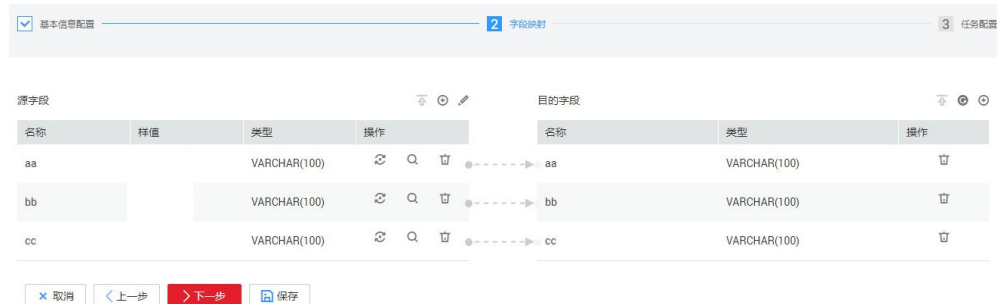 基本信息配置 2 字段映射 3 任务配置
源字段 目的字段
名称 样值 类型 操作 名称 类型 操作
aa VARCHAR(100) aa VARCHAR(100)
bb VARCHAR(100) bb VARCHAR(100)
cc VARCHAR(100) cc VARCHAR(100)
取消 上一步 下一步 保存